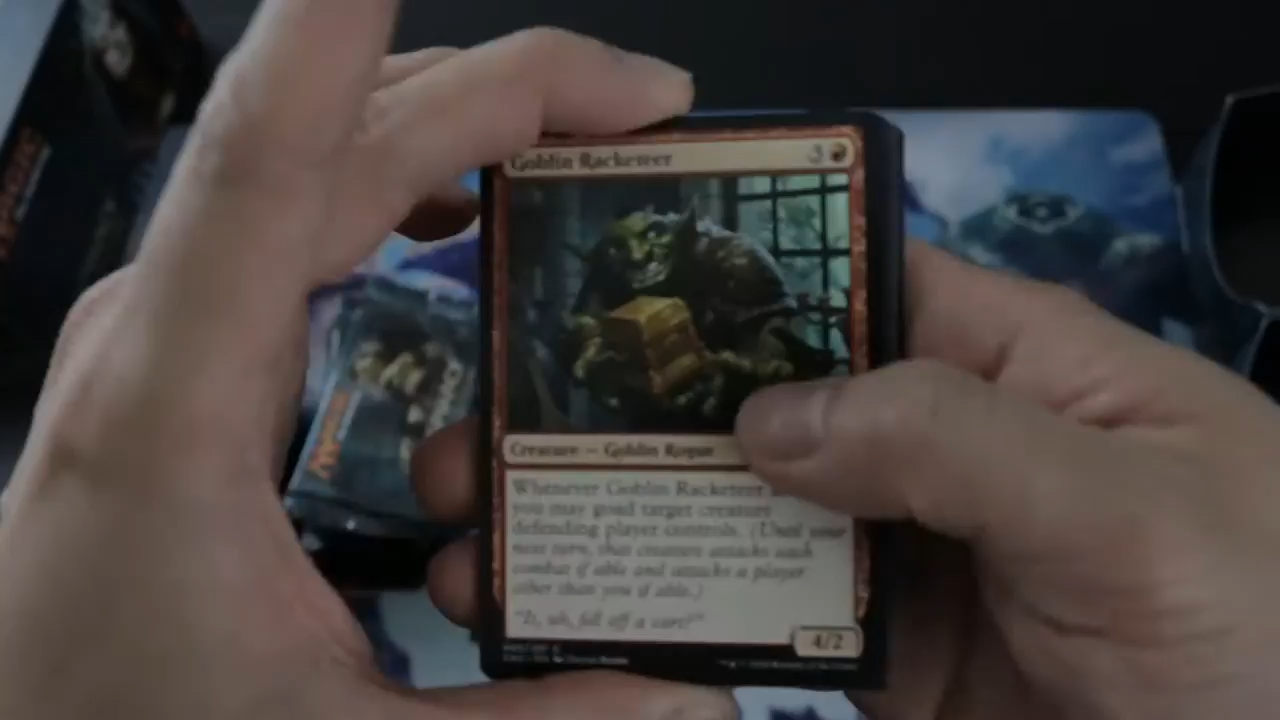 Goblin Racketeer 3
Creature — Goblin Rogue
Whenever Goblin Racketeer
you may goad target creature
defending player controls. (Until your
next turn, that creature attacks each
combat if able and attacks a player
other than you if able.)
"It, uh, fell off a cart!"
4/2